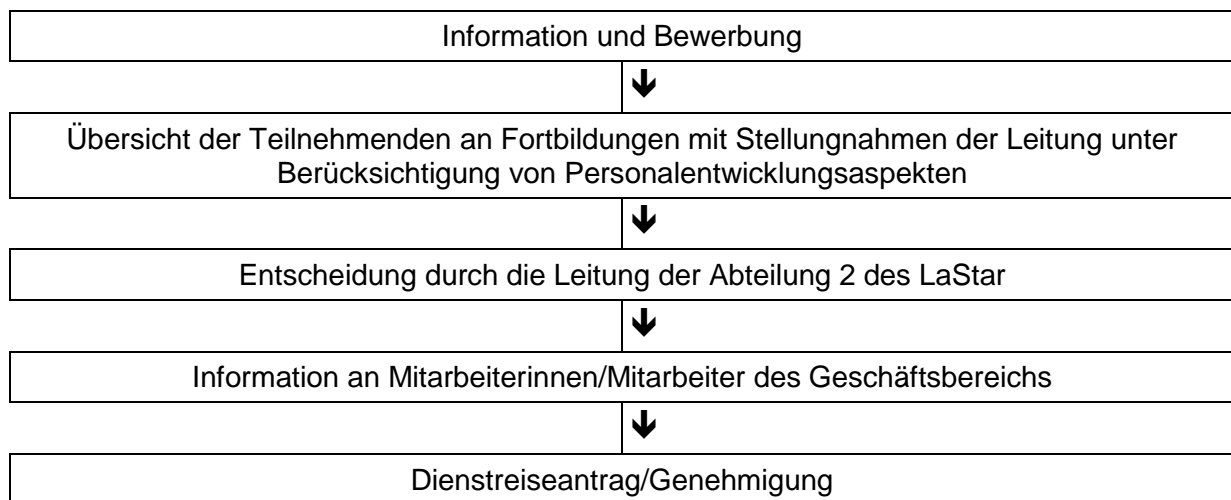 Information und Bewerbung
Übersicht der Teilnehmenden an Fortbildungen mit Stellungnahmen der Leitung unter
Berücksichtigung von Personalentwicklungsaspekten
Entscheidung durch die Leitung der Abteilung 2 des LaStar
Information an Mitarbeiterinnen/Mitarbeiter des Geschäftsbereichs
Dienstreiseantrag/Genehmigung